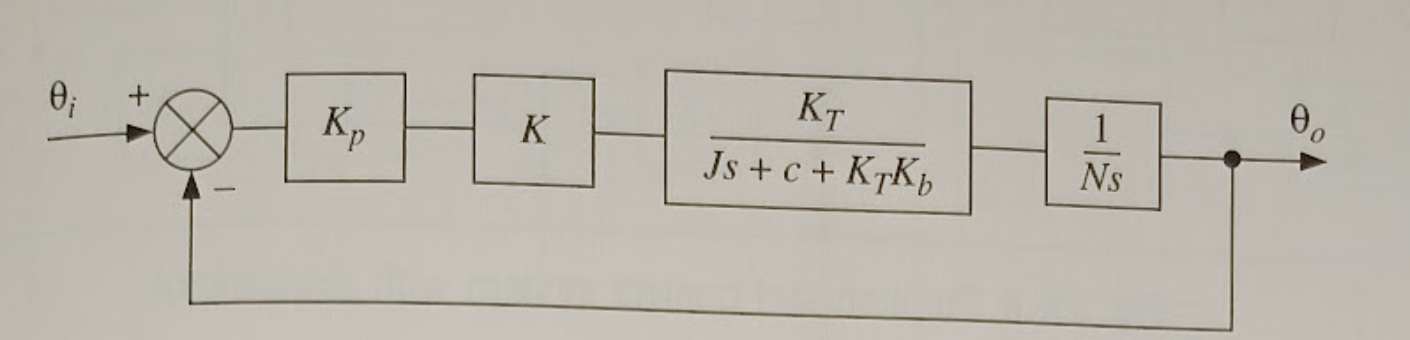 θi + Kp K KT / (Js + c + KTKb) 1 / (Ns) θo
−